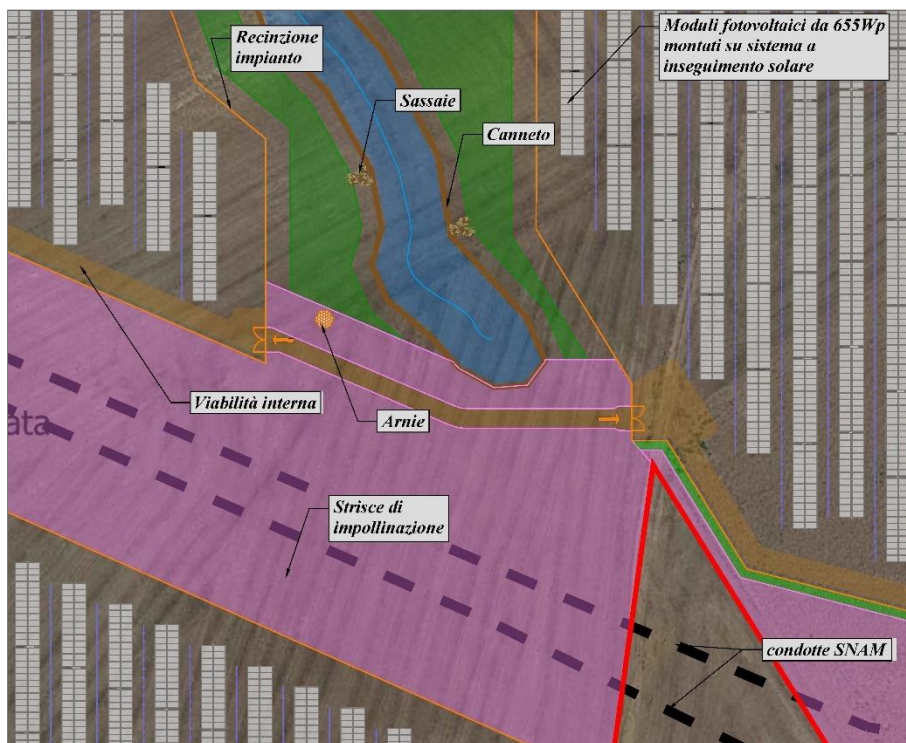 Recinzione
impianto
Moduli fotovoltaici da 655Wp
montati su sistema a
inseguimento solare
Sassaie
Canneto
Viabilità interna
ata
Arnie
Strisce di
impollinazione
condotte SNAM